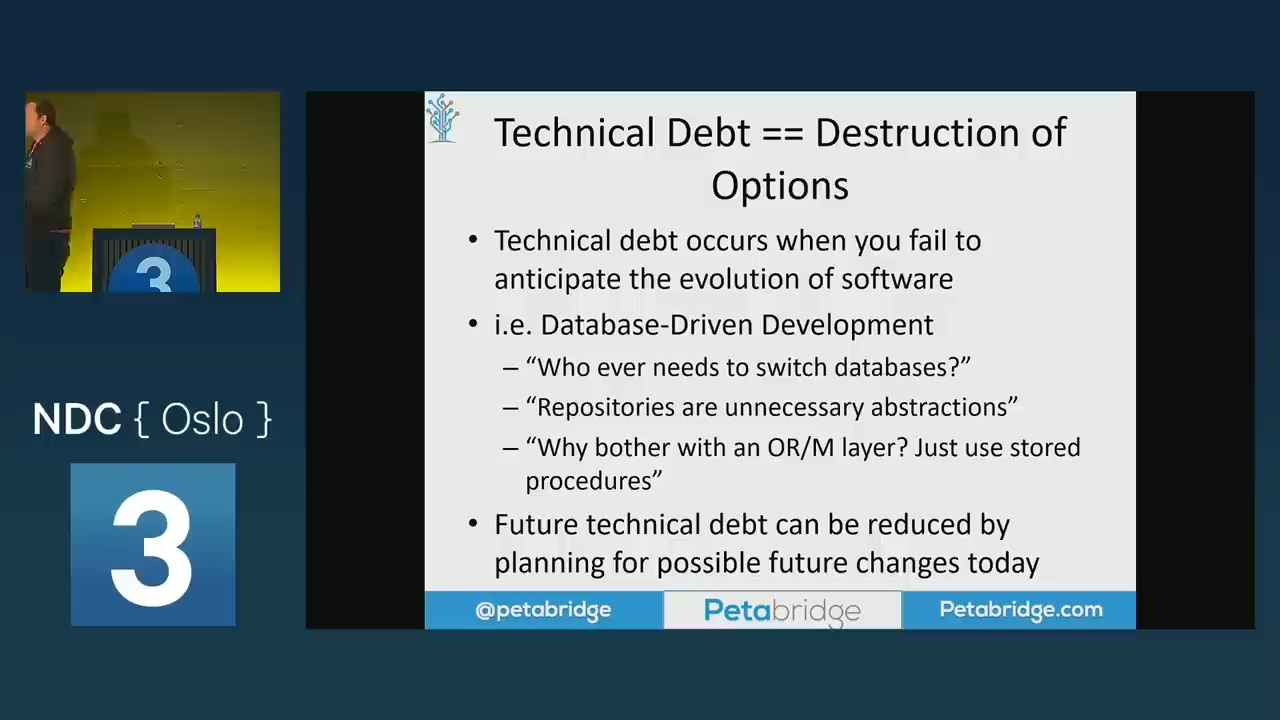 Technical Debt == Destruction of
Options
• Technical debt occurs when you fail to
anticipate the evolution of software
• i.e. Database-Driven Development
– “Who ever needs to switch databases?”
– “Repositories are unnecessary abstractions”
– “Why bother with an OR/M layer? Just use stored
procedures”
• Future technical debt can be reduced by
planning for possible future changes today
@petabridge
Petabridge
Petabridge.com
3
NDC { Oslo }
3